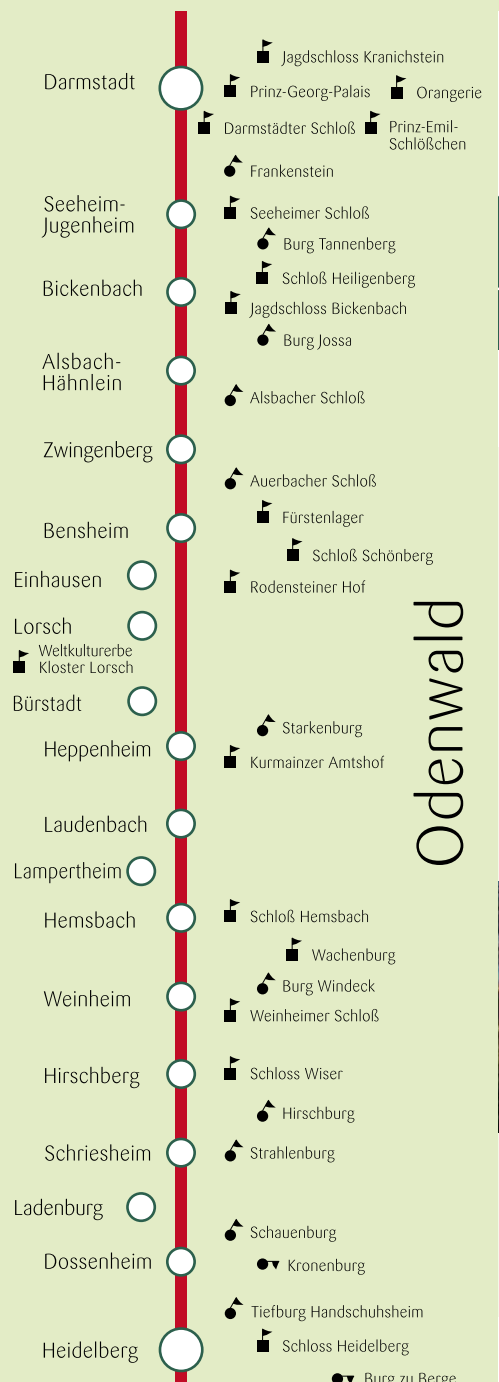 Jagdschloss Kranichstein
Darmstadt
Prinz-Georg-Palais
Orangerie
Darmstädter Schloß
Prinz-Emil-
Schlößchen
Frankenstein
Seeheim-
Jugenheim
Seeheimer Schloß
Burg Tannenberg
Schloß Heiligenberg
Bickenbach
Jagdschloss Bickenbach
Burg Jossa
Alsbach-
Hähnlein
Alsbacher Schloß
Zwingenberg
Auerbacher Schloß
Fürstenlager
Bensheim
Schloß Schönberg
Einhausen
Rodensteiner Hof
Lorsch
Weltkulturerbe
Kloster Lorsch
Odenwald
Bürstadt
Starkenburg
Heppenheim
Kurmainzer Amtshof
Laudenbach
Lampertheim
Hemsbach
Schloß Hemsbach
Wachenburg
Burg Windeck
Weinheim
Weinheimer Schloß
Hirschberg
Schloss Wiser
Hirschburg
Schriesheim
Strahlenburg
Ladenburg
Schauenburg
Dossenheim
Kronenburg
Tiefburg Handschuhsheim
Heidelberg
Schloss Heidelberg
Burg zu Berge